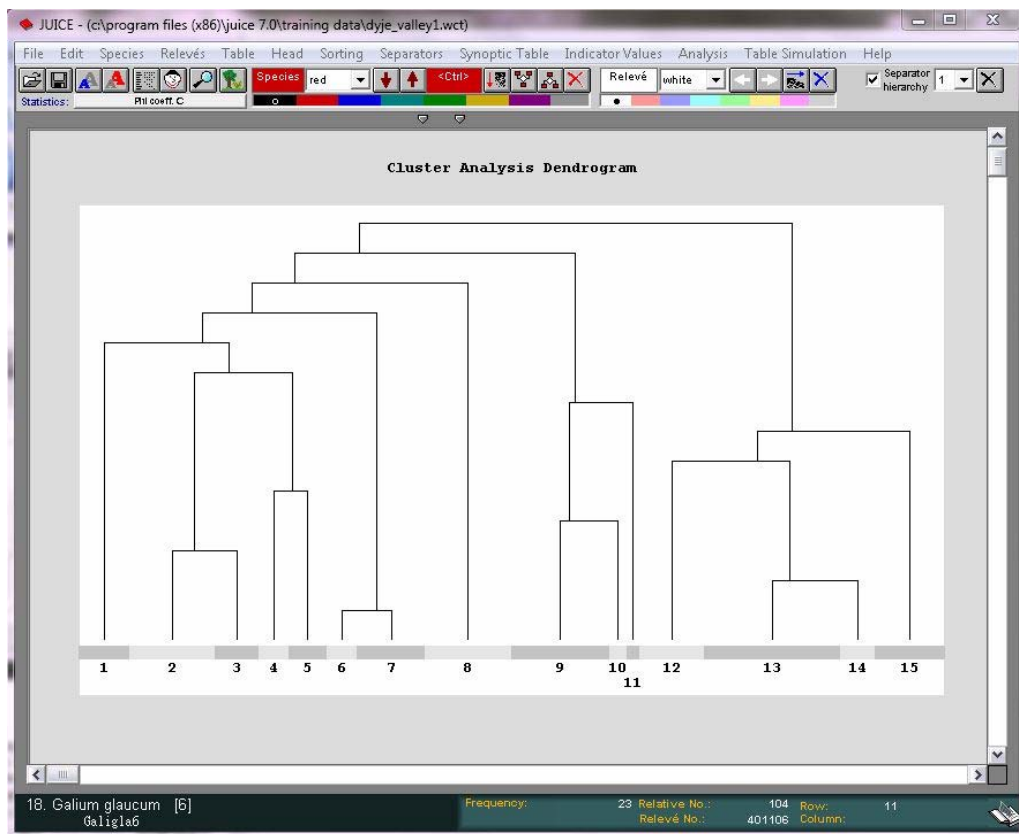 JUICE - (c:\program files (x86)\juice 7.0\training data\dyje_valley1.wct)
File Edit Species Relevés Table Head Sorting Separators Synoptic Table Indicator Values Analysis Table Simulation Help
Species red <Ctrl> Relevé white Separator hierarchy 1
Statistics: Phi coeff. C
Cluster Analysis Dendrogram
1 2 3 4 5 6 7 8 9 10 11 12 13 14 15
18. Galium glaucum [6] Frequency: 23 Relative No.: 104 Row: 11
Galigla6 Relevé No.: 401106 Column: